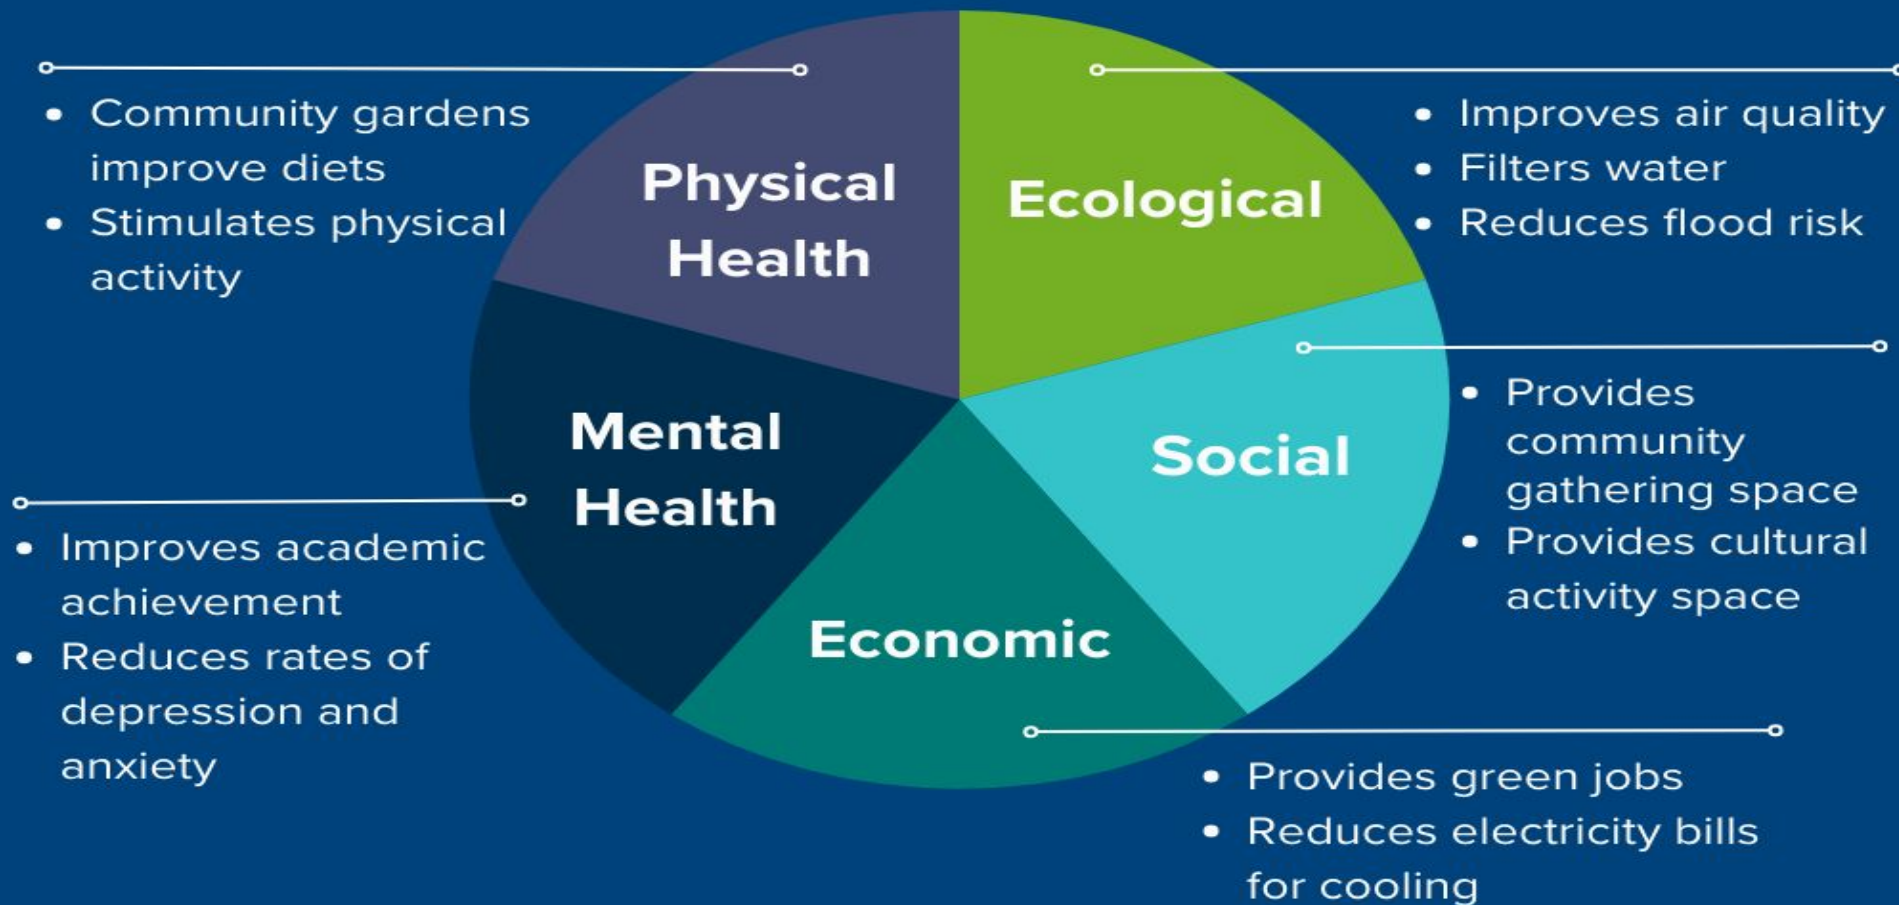 Physical
Health
• Community gardens
improve diets
• Stimulates physical
activity
Ecological
• Improves air quality
• Filters water
• Reduces flood risk
Social
• Provides
community
gathering space
• Provides cultural
activity space
Mental
Health
• Improves academic
achievement
• Reduces rates of
depression and
anxiety
Economic
• Provides green jobs
• Reduces electricity bills
for cooling